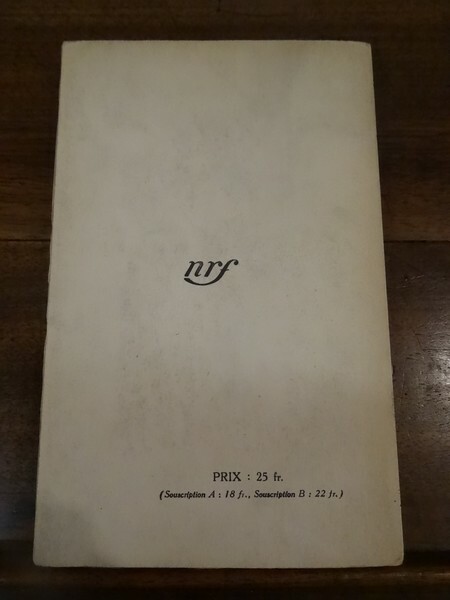 nrf
PRIX : 25 fr.
(Souscription A : 18 fr., Souscription B : 22 fr.)